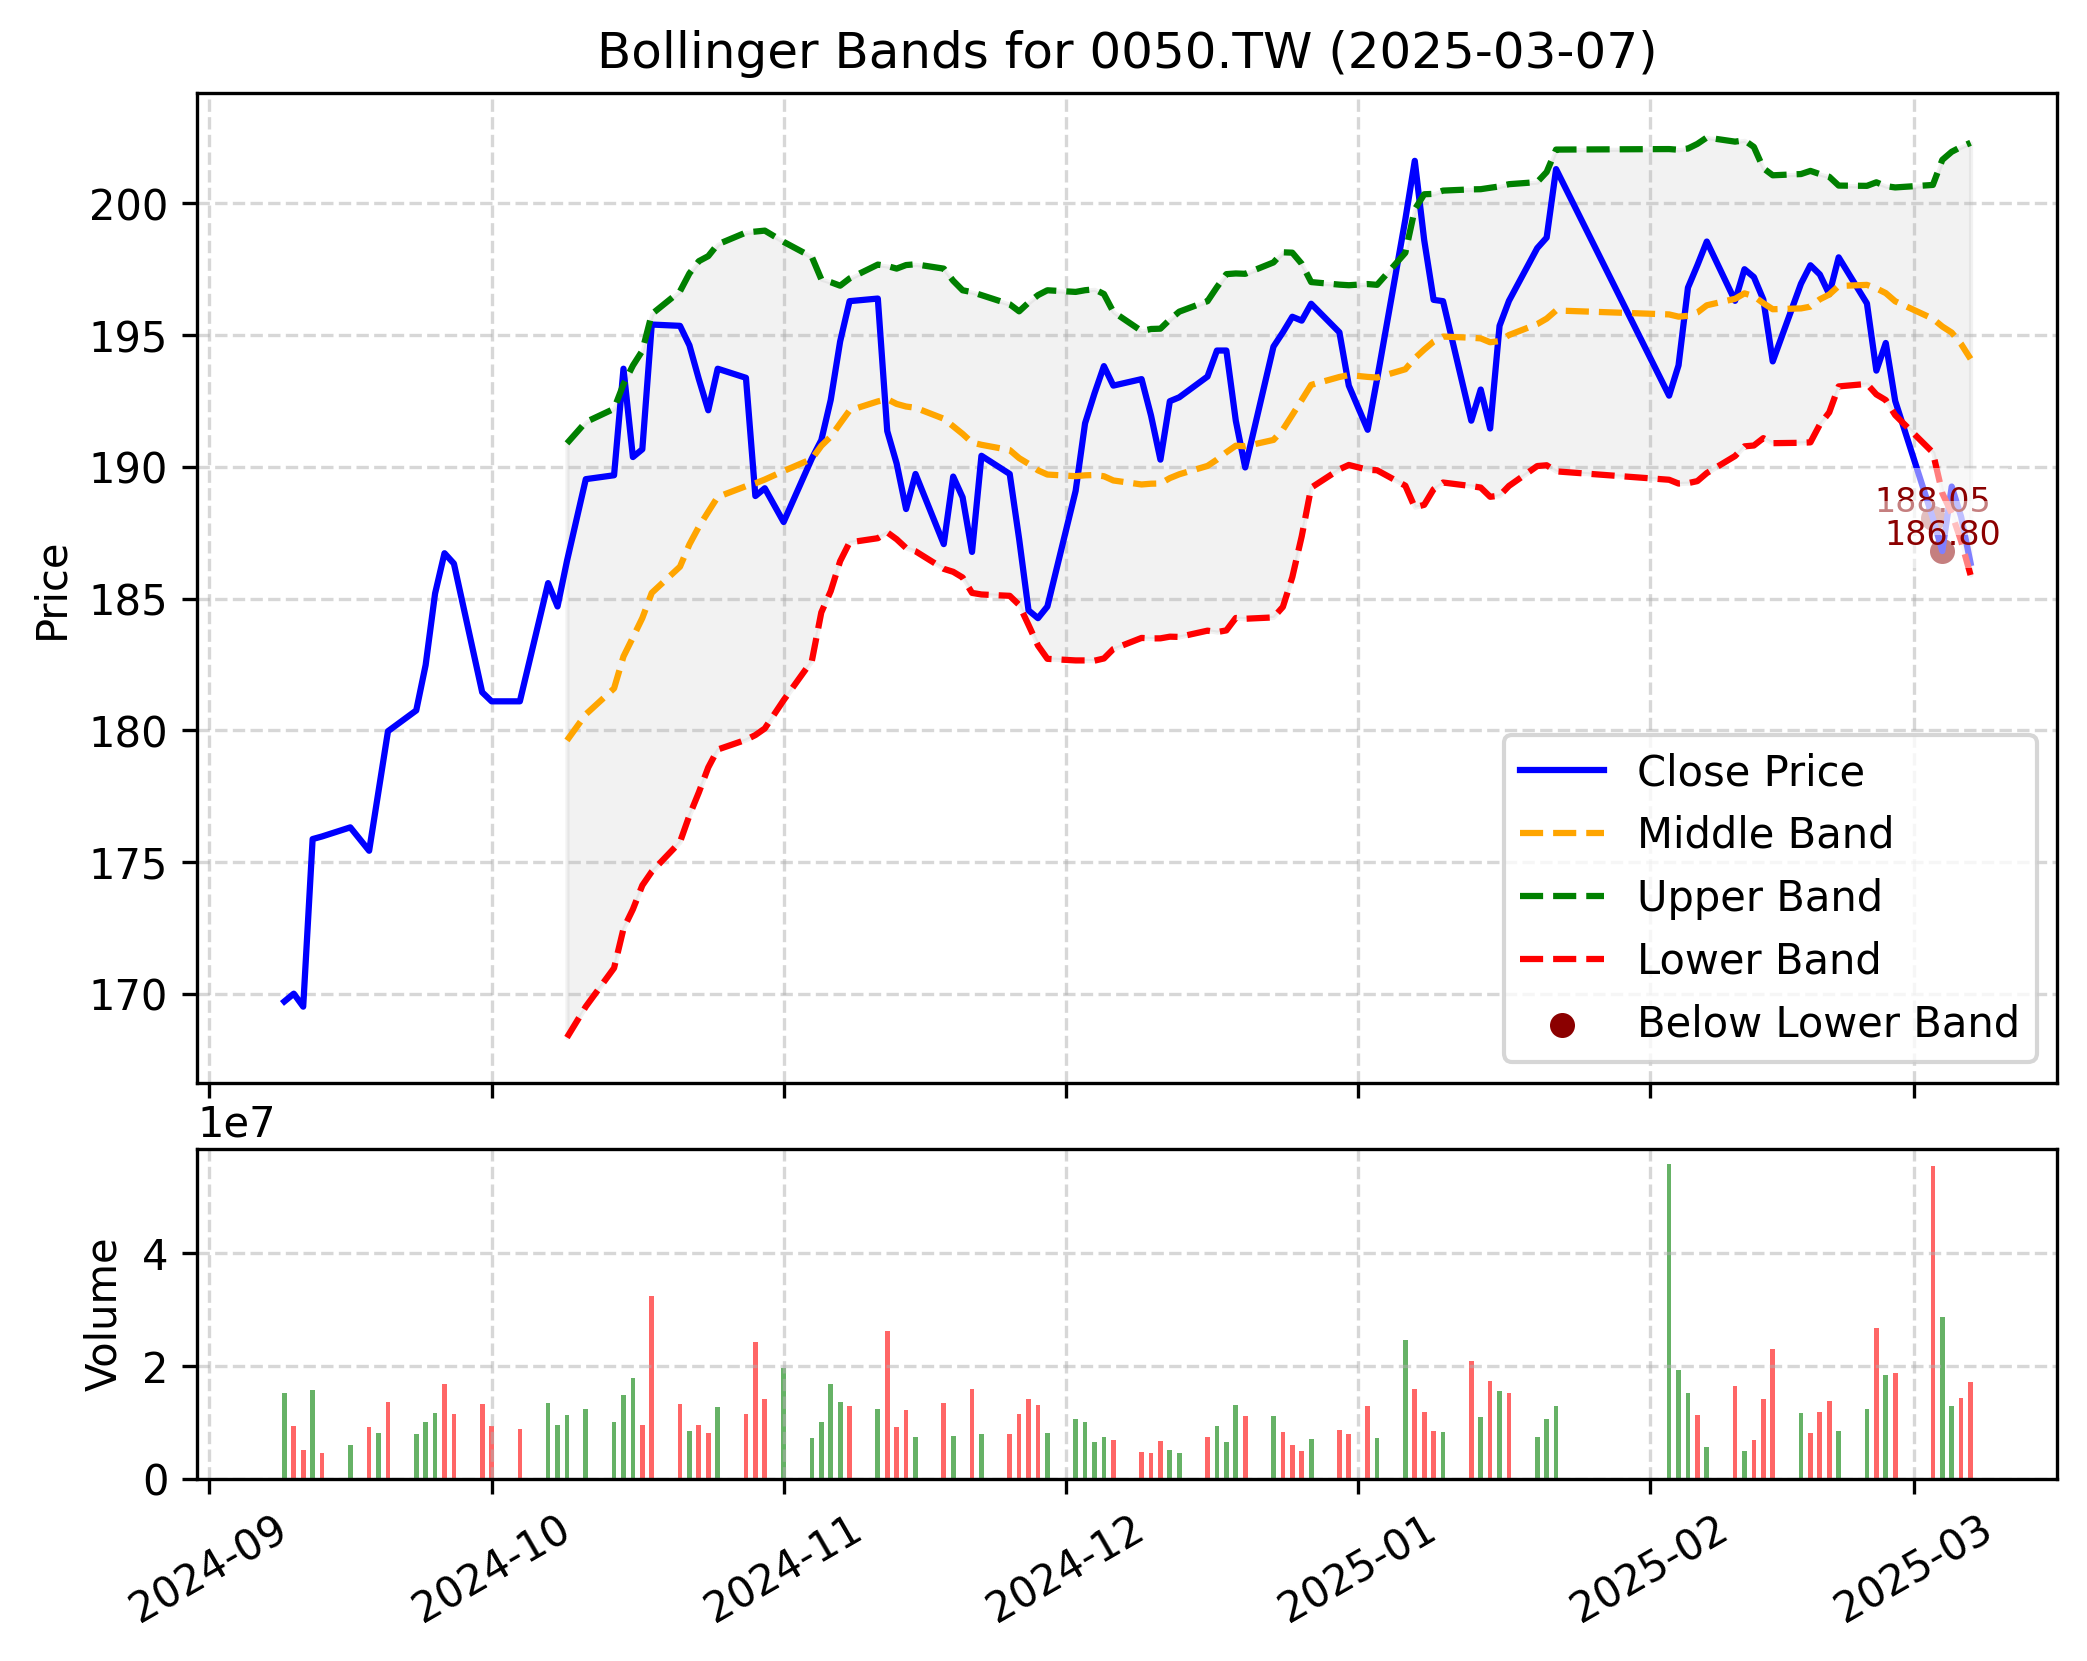 Bollinger Bands for 0050.TW (2025-03-07)
Price
200
195
190
185
180
175
170
188.05
186.80
Close Price
Middle Band
Upper Band
Lower Band
Below Lower Band
1e7
Volume
4
2
0
2024-09
2024-10
2024-11
2024-12
2025-01
2025-02
2025-03